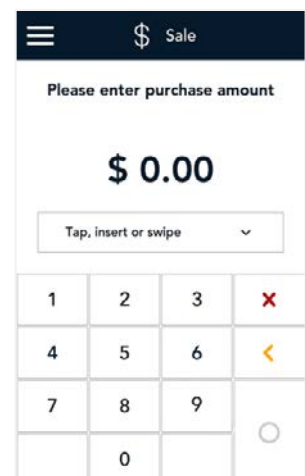 $ Sale
Please enter purchase amount
$ 0.00
Tap, insert or swipe
1 2 3
4 5 6
7 8 9
0